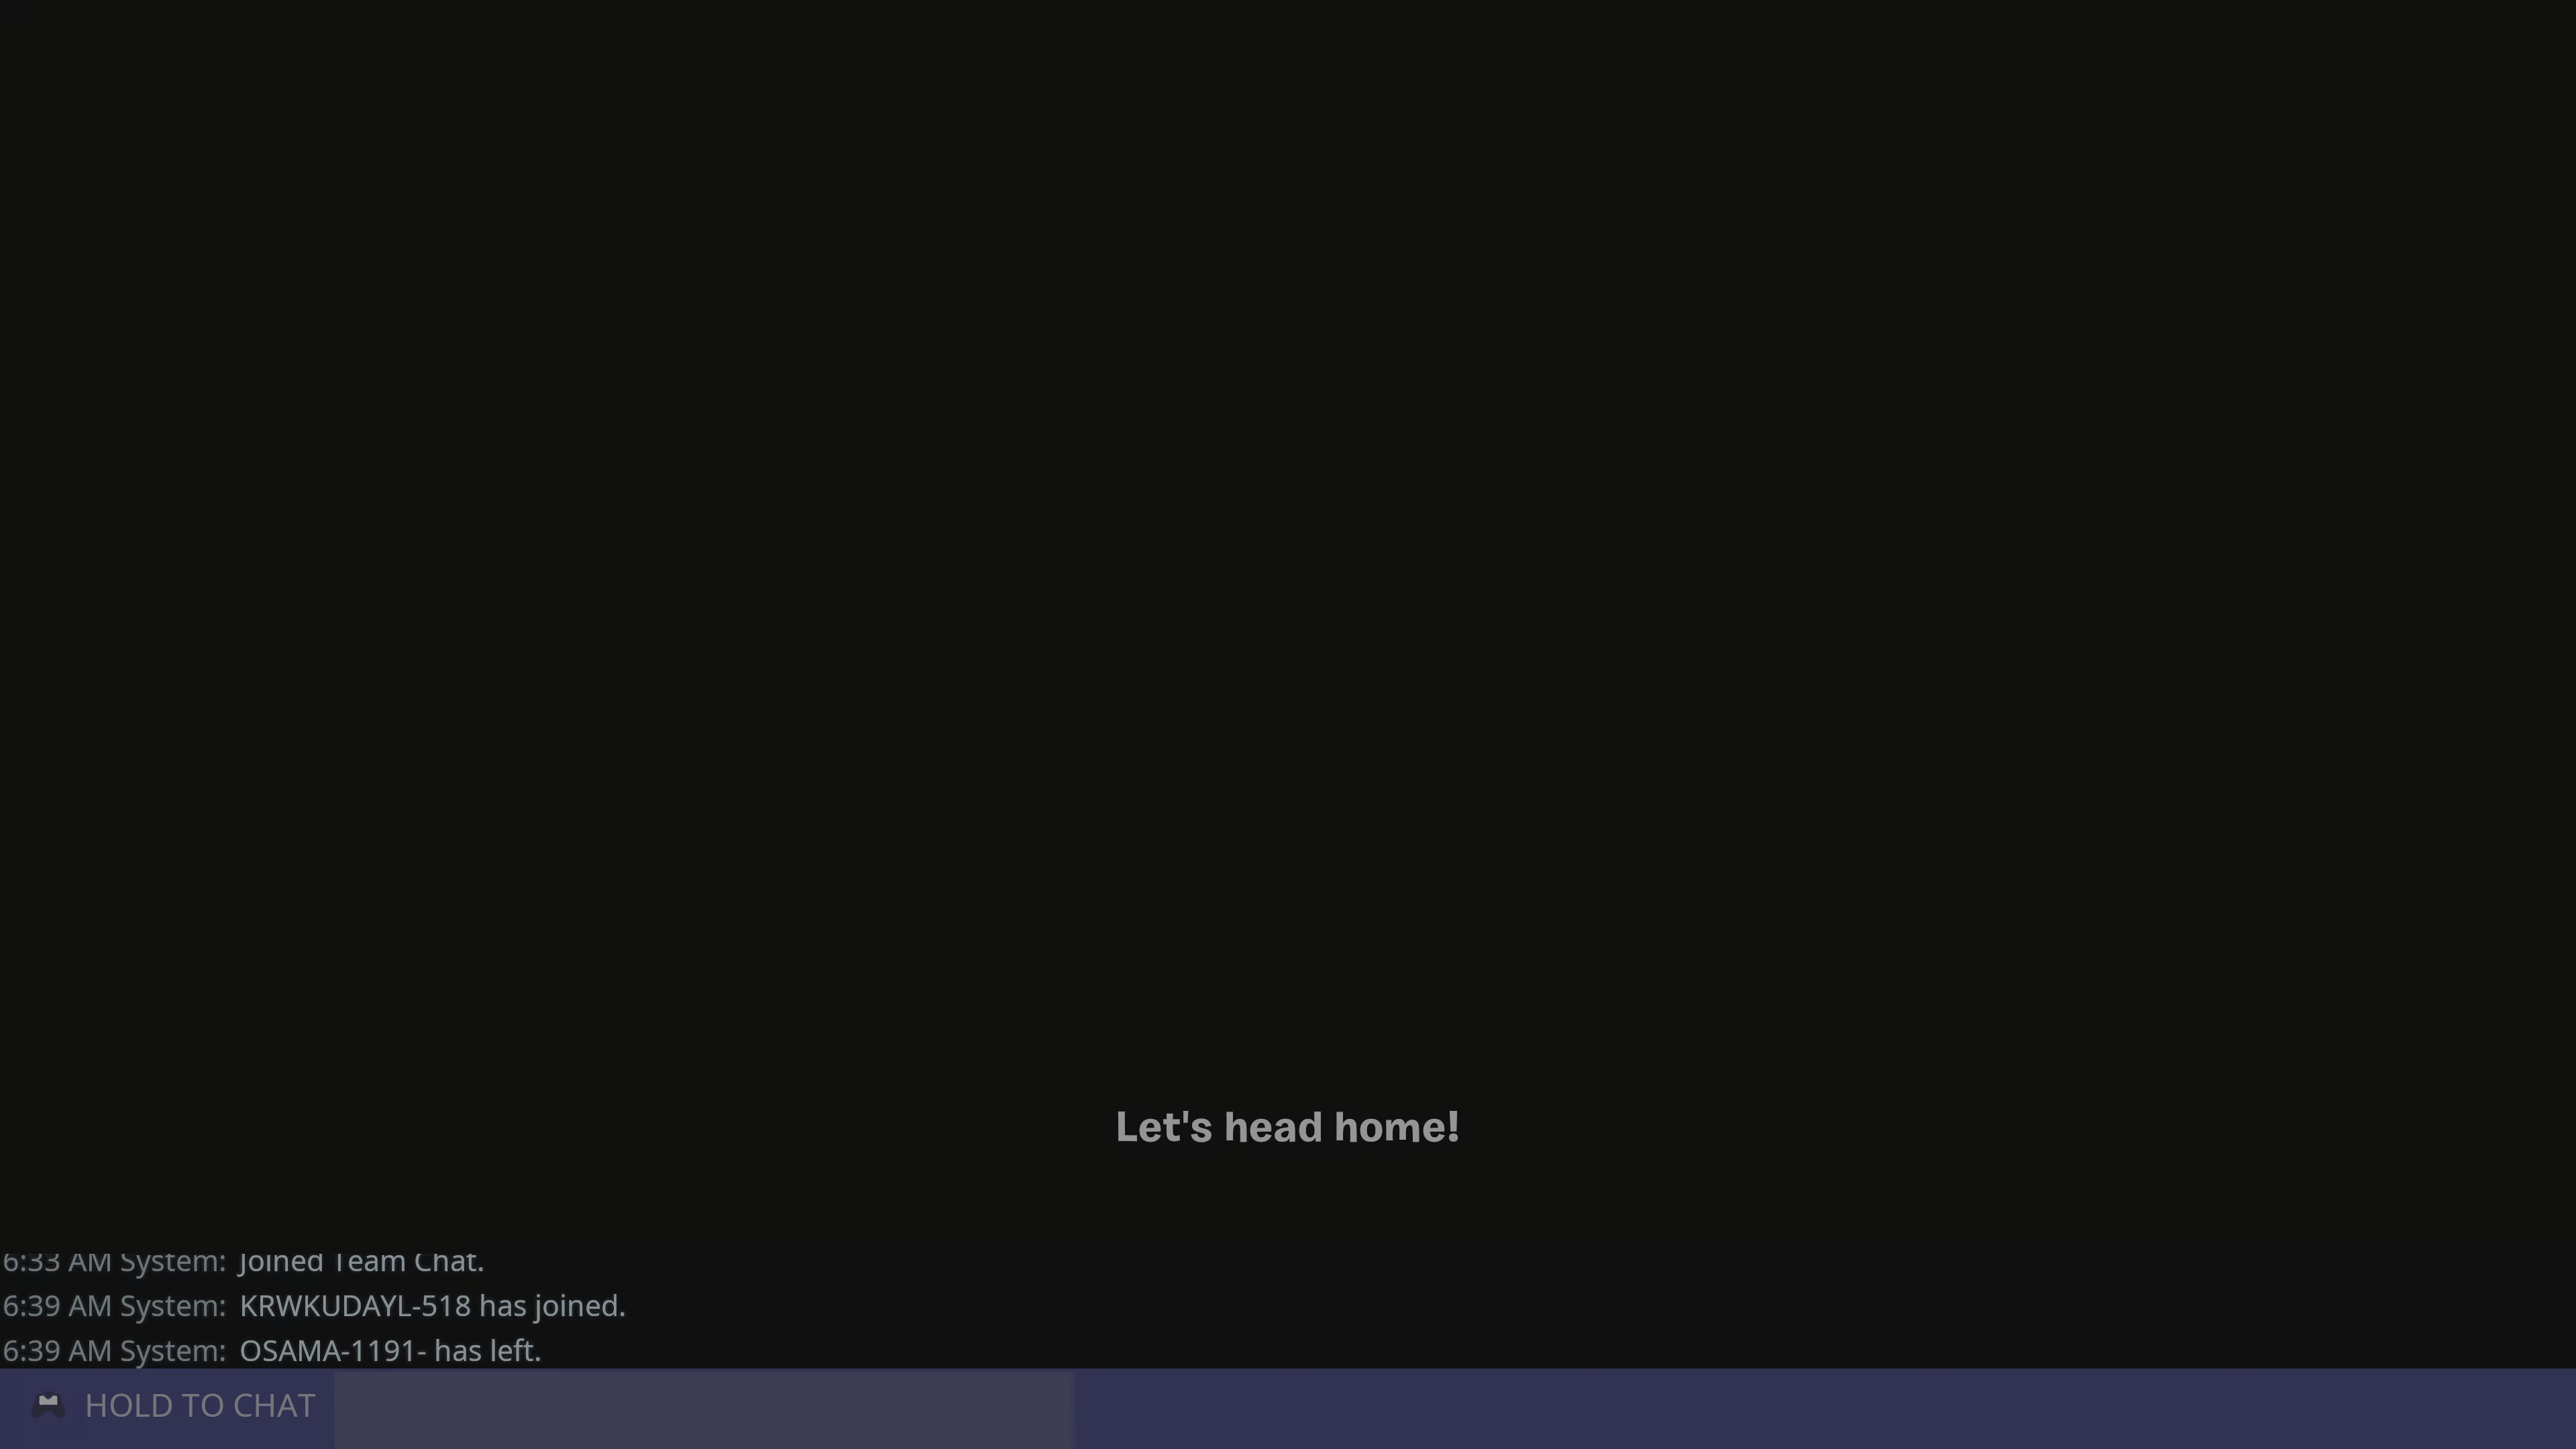 Let's head home!
6:33 AM System: Joined Team Chat.
6:39 AM System: KRWKUDAYL-518 has joined.
6:39 AM System: OSAMA-1191- has left.
HOLD TO CHAT